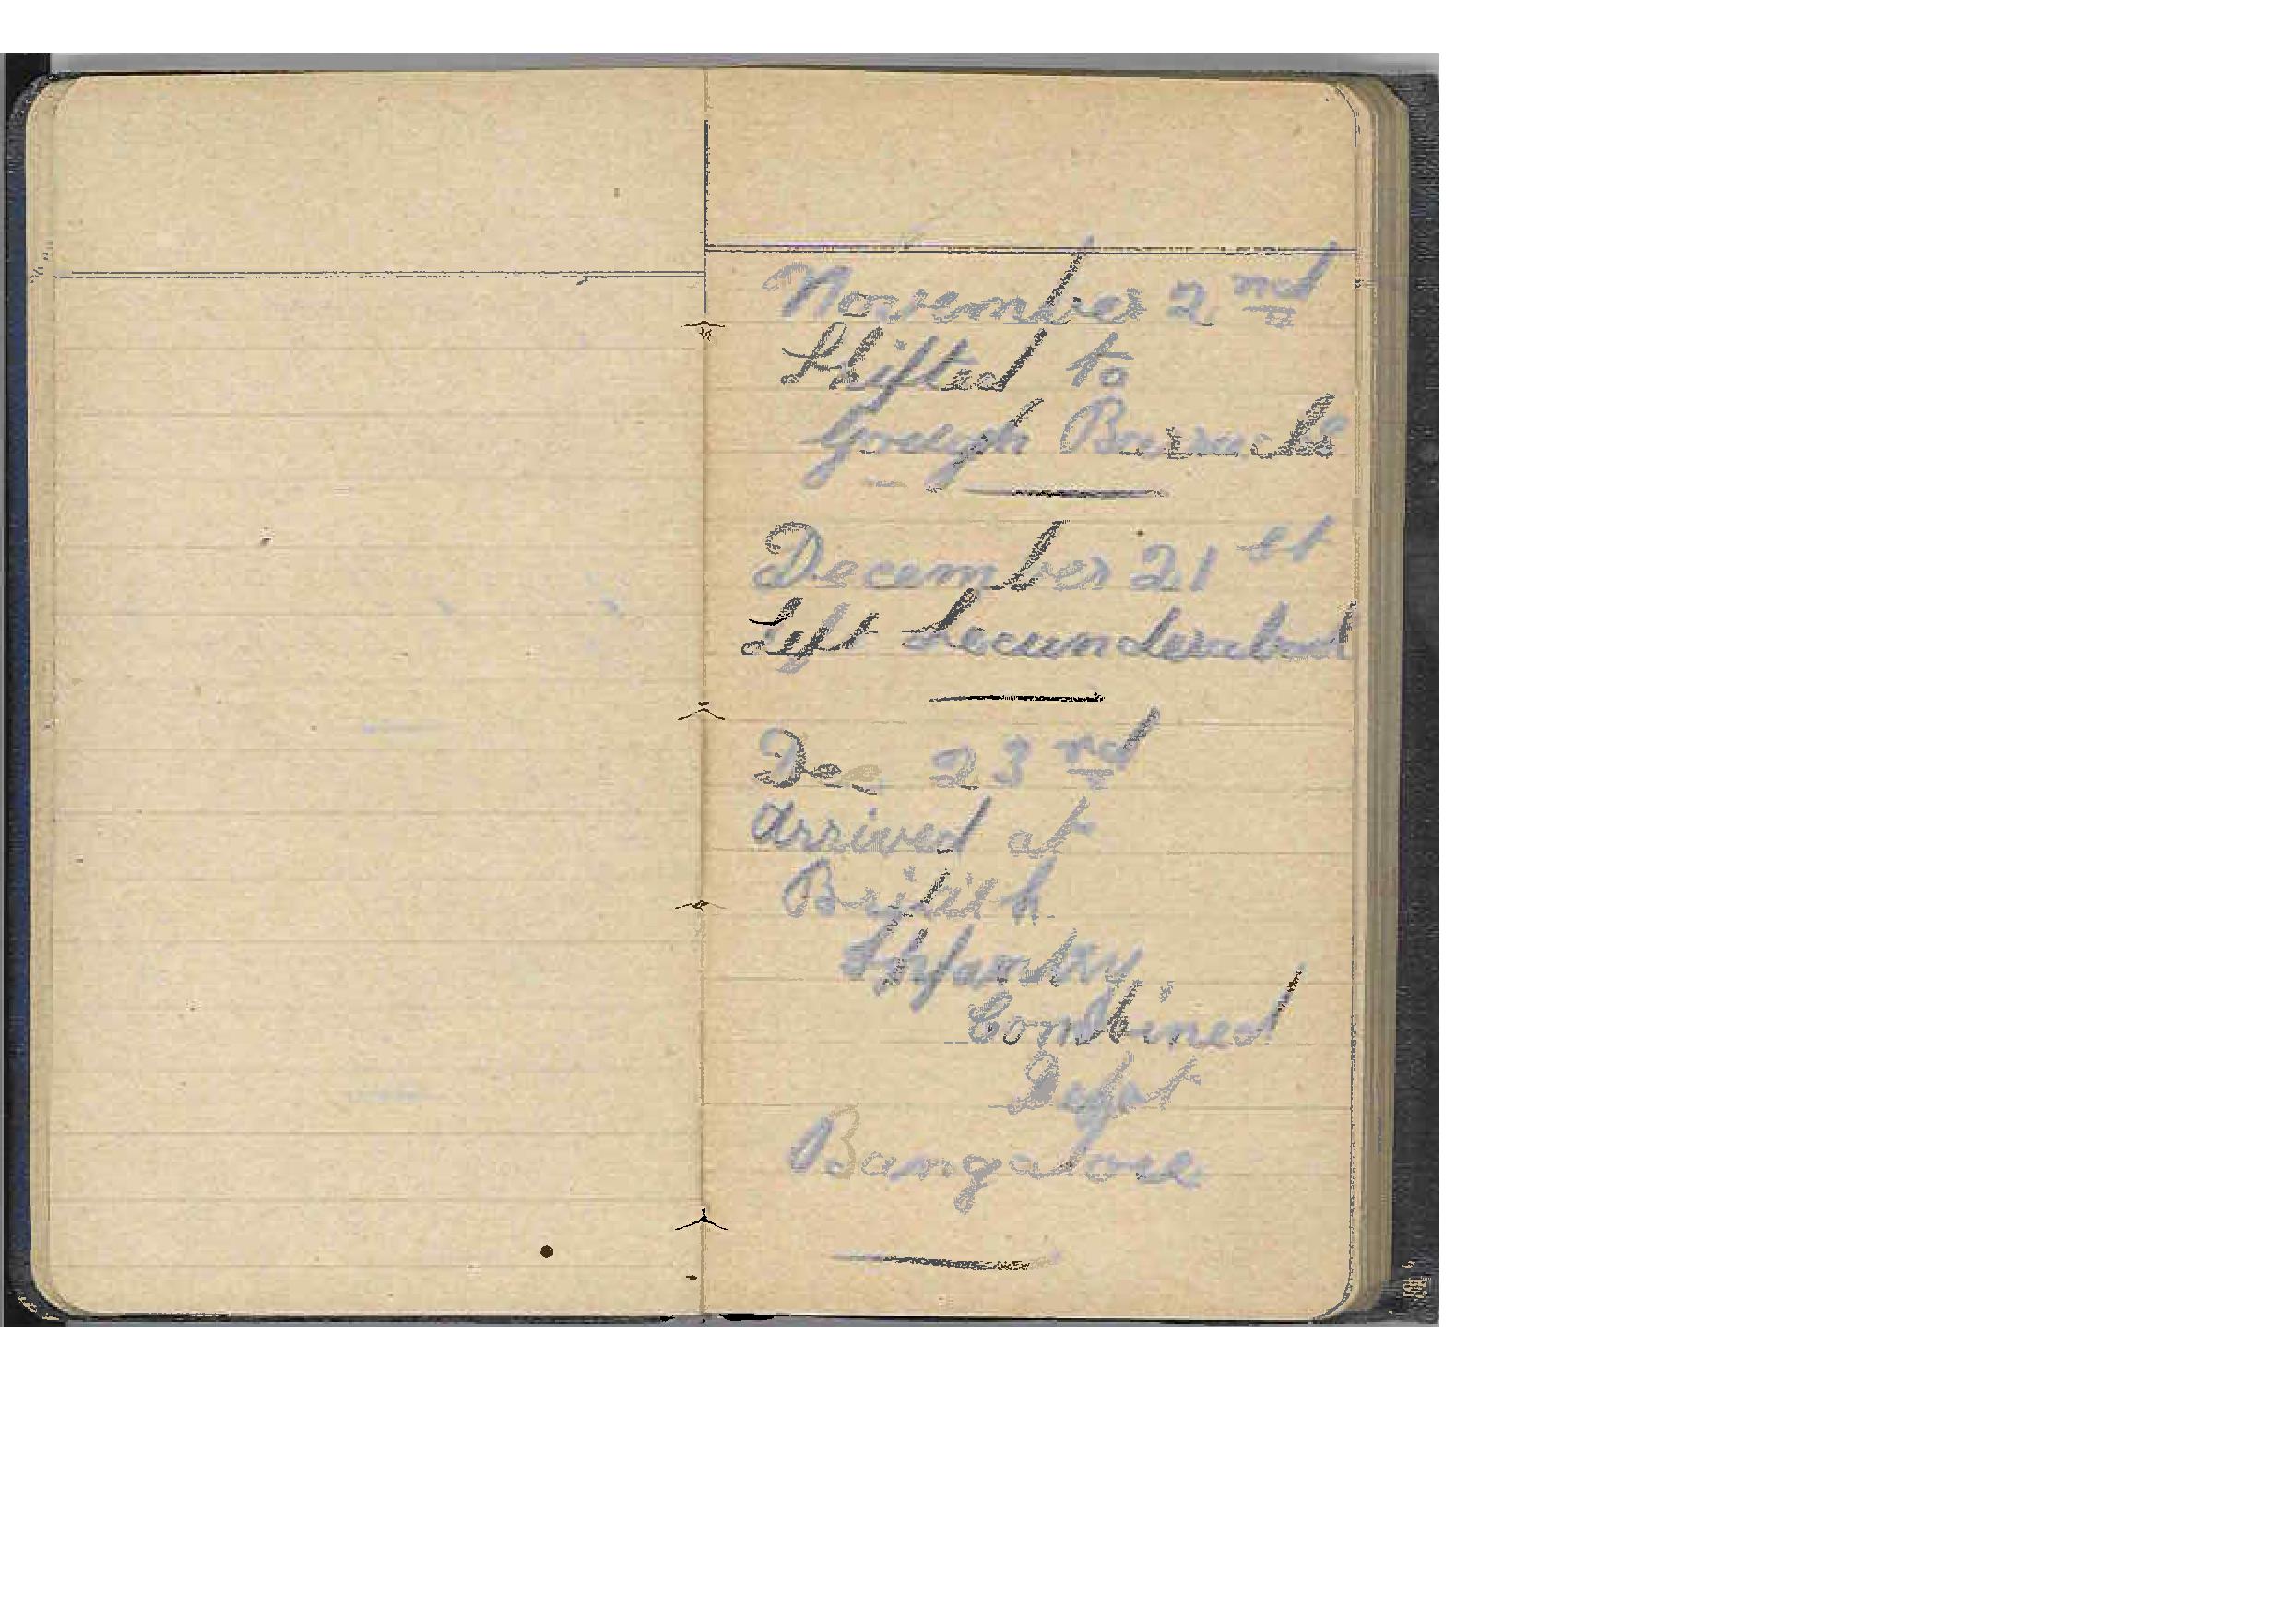 November 2nd
Shifted to
Gough Barracks
December 21st
Left Secunderabad
Dec 23rd
Arrived at
British
Infantry
Combined
Depot
Bangalore